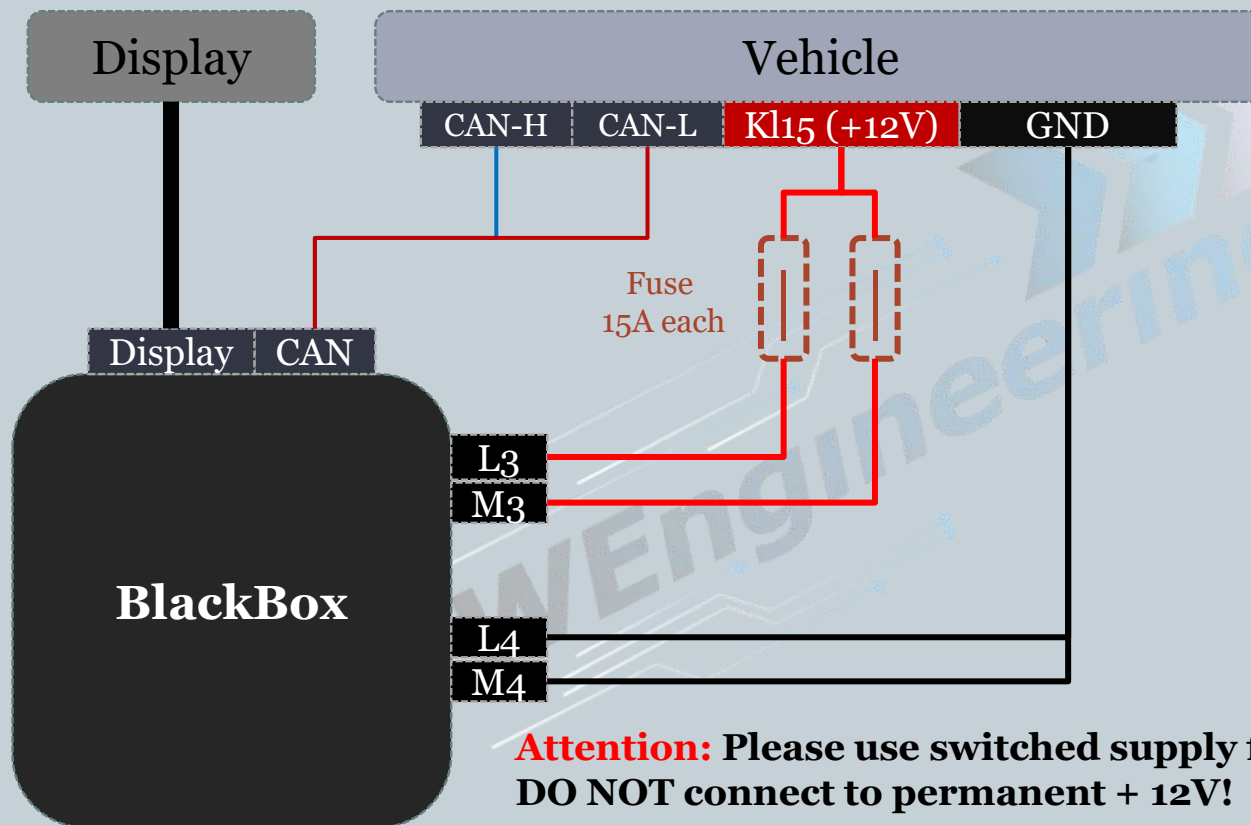 Display
Vehicle
CAN-H
CAN-L
Kl15 (+12V)
GND
Fuse
15A each
Display
CAN
L3
M3
BlackBox
L4
M4
WEngineering
Attention: Please use switched supply
DO NOT connect to permanent + 12V!